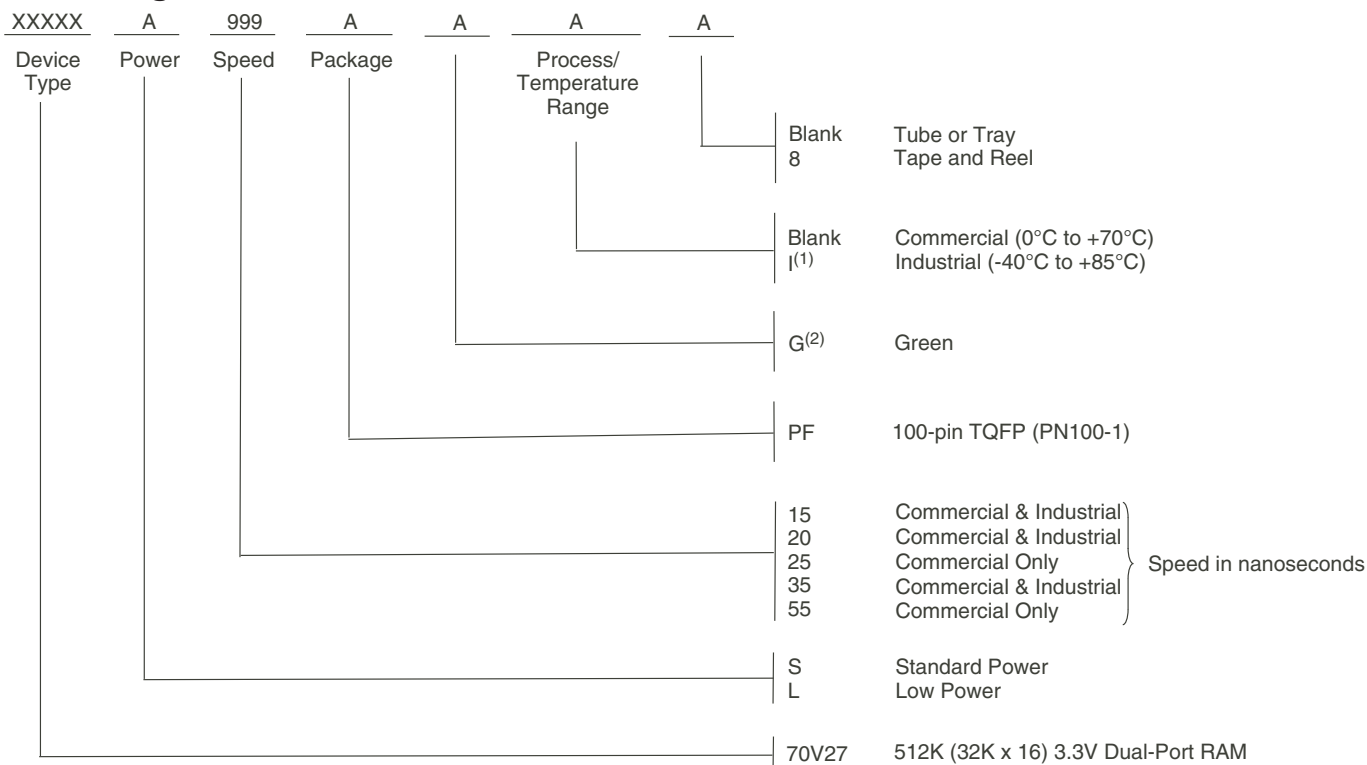 XXXXX A 999 A A A A
Device Type
Power
Speed
Package
Process/ Temperature Range
Blank Tube or Tray
8 Tape and Reel
Blank Commercial (0°C to +70°C)
I(1) Industrial (-40°C to +85°C)
G(2) Green
PF 100-pin TQFP (PN100-1)
15 Commercial & Industrial
20 Commercial & Industrial
25 Commercial Only
35 Commercial & Industrial
55 Commercial Only
Speed in nanoseconds
S Standard Power
L Low Power
70V27 512K (32K x 16) 3.3V Dual-Port RAM